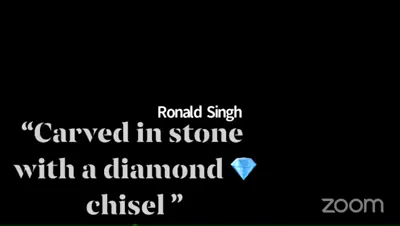 Ronald Singh
“Carved in stone
with a diamond 💎
chisel ”
zoom